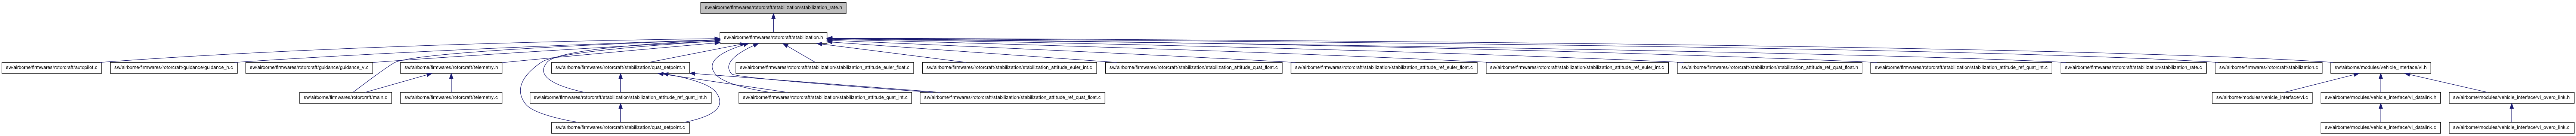 sw/airborne/firmwares/rotorcraft/stabilization/stabilization_rate.h
sw/airborne/firmwares/rotorcraft/stabilization.h
sw/airborne/firmwares/rotorcraft/autopilot.c
sw/airborne/firmwares/rotorcraft/guidance/guidance_h.c
sw/airborne/firmwares/rotorcraft/guidance/guidance_v.c
sw/airborne/firmwares/rotorcraft/telemetry.h
sw/airborne/firmwares/rotorcraft/stabilization/quat_setpoint.h
sw/airborne/firmwares/rotorcraft/stabilization/stabilization_attitude_euler_float.c
sw/airborne/firmwares/rotorcraft/stabilization/stabilization_attitude_euler_int.c
sw/airborne/firmwares/rotorcraft/stabilization/stabilization_attitude_quat_float.c
sw/airborne/firmwares/rotorcraft/stabilization/stabilization_attitude_ref_euler_float.c
sw/airborne/firmwares/rotorcraft/stabilization/stabilization_attitude_ref_euler_int.c
sw/airborne/firmwares/rotorcraft/stabilization/stabilization_attitude_ref_quat_float.h
sw/airborne/firmwares/rotorcraft/stabilization/stabilization_attitude_ref_quat_int.c
sw/airborne/firmwares/rotorcraft/stabilization/stabilization_rate.c
sw/airborne/firmwares/rotorcraft/stabilization.c
sw/airborne/modules/vehicle_interface/vi.h
sw/airborne/firmwares/rotorcraft/main.c
sw/airborne/firmwares/rotorcraft/telemetry.c
sw/airborne/firmwares/rotorcraft/stabilization/stabilization_attitude_ref_quat_int.h
sw/airborne/firmwares/rotorcraft/stabilization/stabilization_attitude_quat_int.c
sw/airborne/firmwares/rotorcraft/stabilization/stabilization_attitude_ref_quat_float.c
sw/airborne/modules/vehicle_interface/vi.c
sw/airborne/modules/vehicle_interface/vi_datalink.h
sw/airborne/modules/vehicle_interface/vi_overo_link.h
sw/airborne/firmwares/rotorcraft/stabilization/quat_setpoint.c
sw/airborne/modules/vehicle_interface/vi_datalink.c
sw/airborne/modules/vehicle_interface/vi_overo_link.c